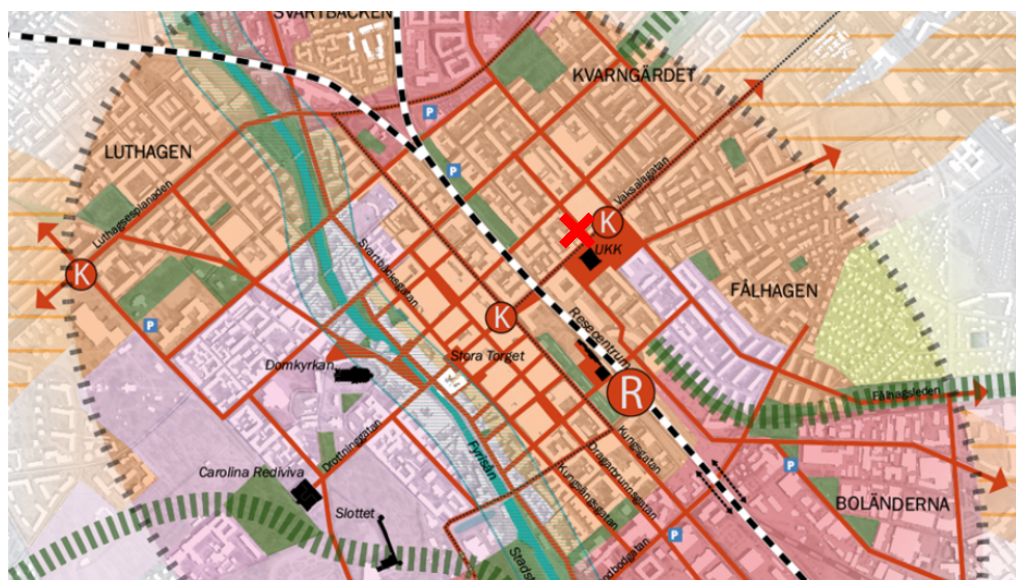 SVARTBÄCKEN
KVARNGÄRDET
P
LUTHAGEN
P
Vaksalagatan
Luthagsesplanaden
K
UKK
Svartbäcksgatan
K
FÅLHAGEN
K
Resecentrum
P
Stora Torget
Domkyrkan
R
Fålhagsleden
Drottninggatan
Fyrisån
Kungsgatan
Dragarbrunnsgatan
Kungsängsgatan
P
Carolina Rediviva
BOLÄNDERNA
Slottet
P